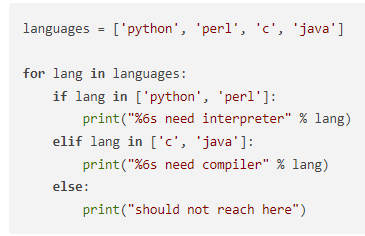 languages = ['python', 'perl', 'c', 'java']

for lang in languages:
    if lang in ['python', 'perl']:
        print("%6s need interpreter" % lang)
    elif lang in ['c', 'java']:
        print("%6s need compiler" % lang)
    else:
        print("should not reach here")